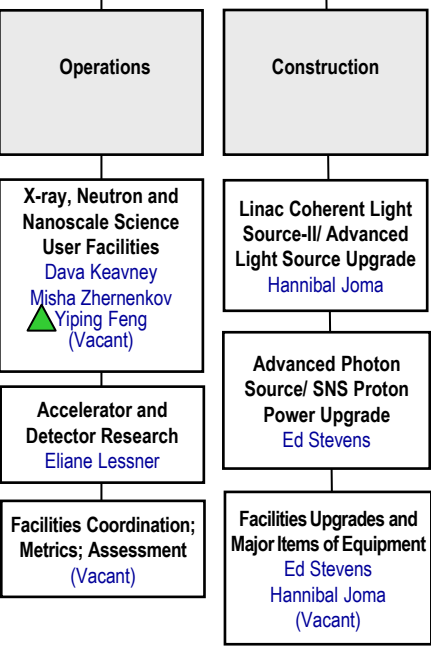 Operations
X-ray, Neutron and
Nanoscale Science
User Facilities
Dava Keavney
Misha Zhernenkov
Yiping Feng
(Vacant)
Accelerator and
Detector Research
Eliane Lessner
Facilities Coordination;
Metrics; Assessment
(Vacant)
Construction
Linac Coherent Light
Source-II/ Advanced
Light Source Upgrade
Hannibal Joma
Advanced Photon
Source/ SNS Proton
Power Upgrade
Ed Stevens
Facilities Upgrades and
Major Items of Equipment
Ed Stevens
Hannibal Joma
(Vacant)